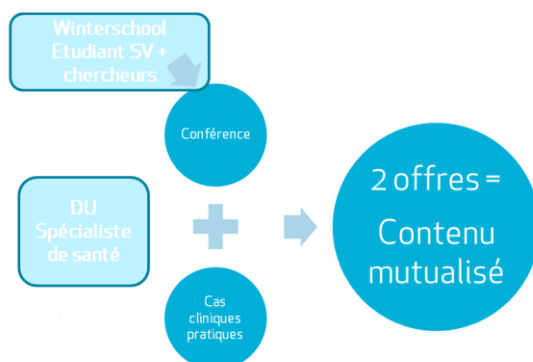 Winterschool
Etudiant SV +
chercheurs
Conférence
DU
Spécialiste
de santé
Cas
cliniques
pratiques
2 offres =
Contenu
mutualisé